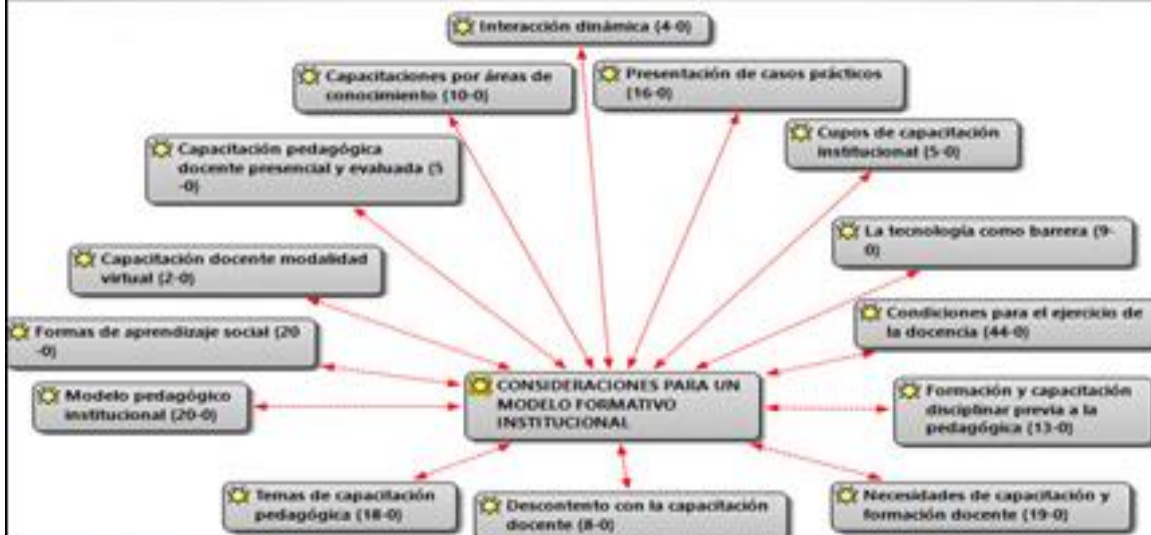 Interacción dinámica (4-0)
Capacitaciones por áreas de
conocimiento (10-0)
Presentación de casos prácticos
(16-0)
Cupos de capacitación
institucional (5-0)
Capacitación pedagógica
docente presencial y evaluada (5
-0)
La tecnología como barrera (9-
0)
Capacitación docente modalidad
virtual (2-0)
Condiciones para el ejercicio de
la docencia (44-0)
Formas de aprendizaje social (20
-0)
CONSIDERACIONES PARA UN
MODELO FORMATIVO
INSTITUCIONAL
Modelo pedagógico
institucional (20-0)
Formación y capacitación
disciplinar previa a la
pedagógica (13-0)
Temas de capacitación
pedagógica (18-0)
Descontento con la capacitación
docente (8-0)
Necesidades de capacitación y
formación docente (19-0)